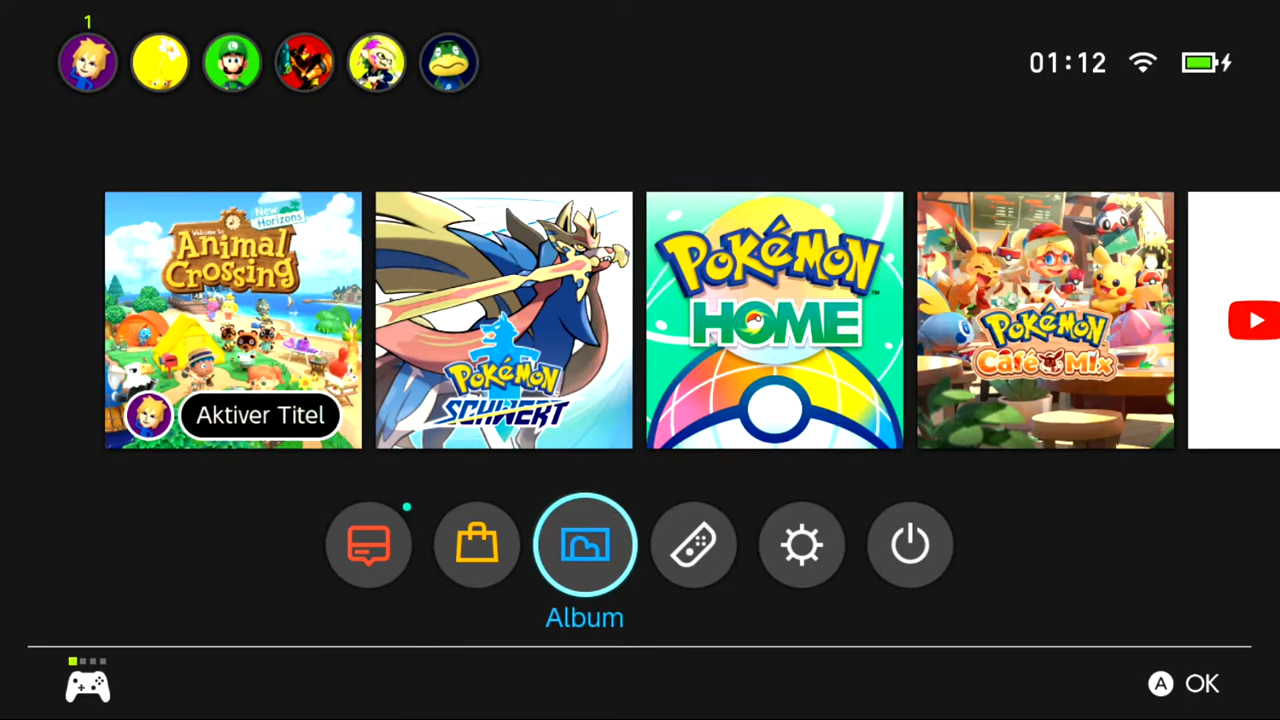 1
01:12
New
Horizons
Welcome to
Animal
Crossing
Aktiver Titel
POKÉMON
SCHWERT
POKÉMON
HOME
POKÉMON
Café Mix
Album
A OK